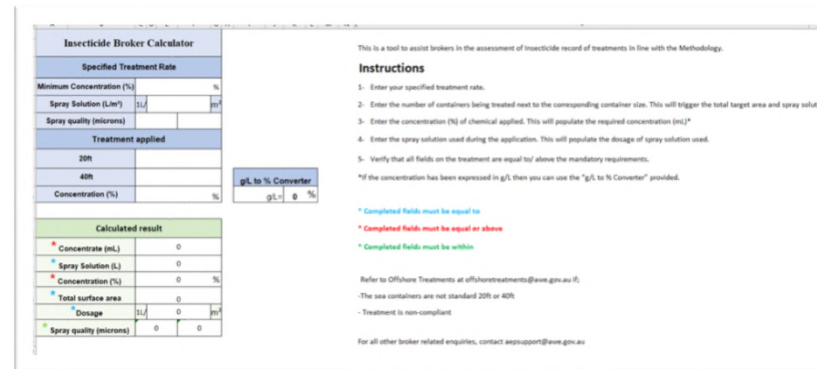 Insecticide Broker Calculator
Specified Treatment Rate
Minimum Concentration (%) %
Spray Solution (L/m²) 1L/ m²
Spray quality (microns)
Treatment applied
20ft
40ft
Concentration (%) %
g/L to % Converter
g/L= 0 %
Calculated result
* Concentrate (mL) 0
* Spray Solution (L) 0
* Concentration (%) 0 %
* Total surface area 0
* Dosage 1L/ 0 m²
* Spray quality (microns) 0 0
This is a tool to assist brokers in the assessment of Insecticide record of treatments in line with the Methodology.
Instructions
1- Enter your specified treatment rate.
2- Enter the number of containers being treated next to the corresponding container size. This will trigger the total target area and spray solut
3- Enter the concentration (%) of chemical applied. This will populate the required concentration (mL)*
4- Enter the spray solution used during the application. This will populate the dosage of spray solution used.
5- Verify that all fields on the treatment are equal to/ above the mandatory requirements.
*If the concentration has been expressed in g/L then you can use the "g/L to % Converter" provided.
* Completed fields must be equal to
* Completed fields must be equal or above
* Completed fields must be within
Refer to Offshore Treatments at offshoretreatments@awe.gov.au if;
-The sea containers are not standard 20ft or 40ft
- Treatment is non-compliant
For all other broker related enquiries, contact aepsupport@awe.gov.au